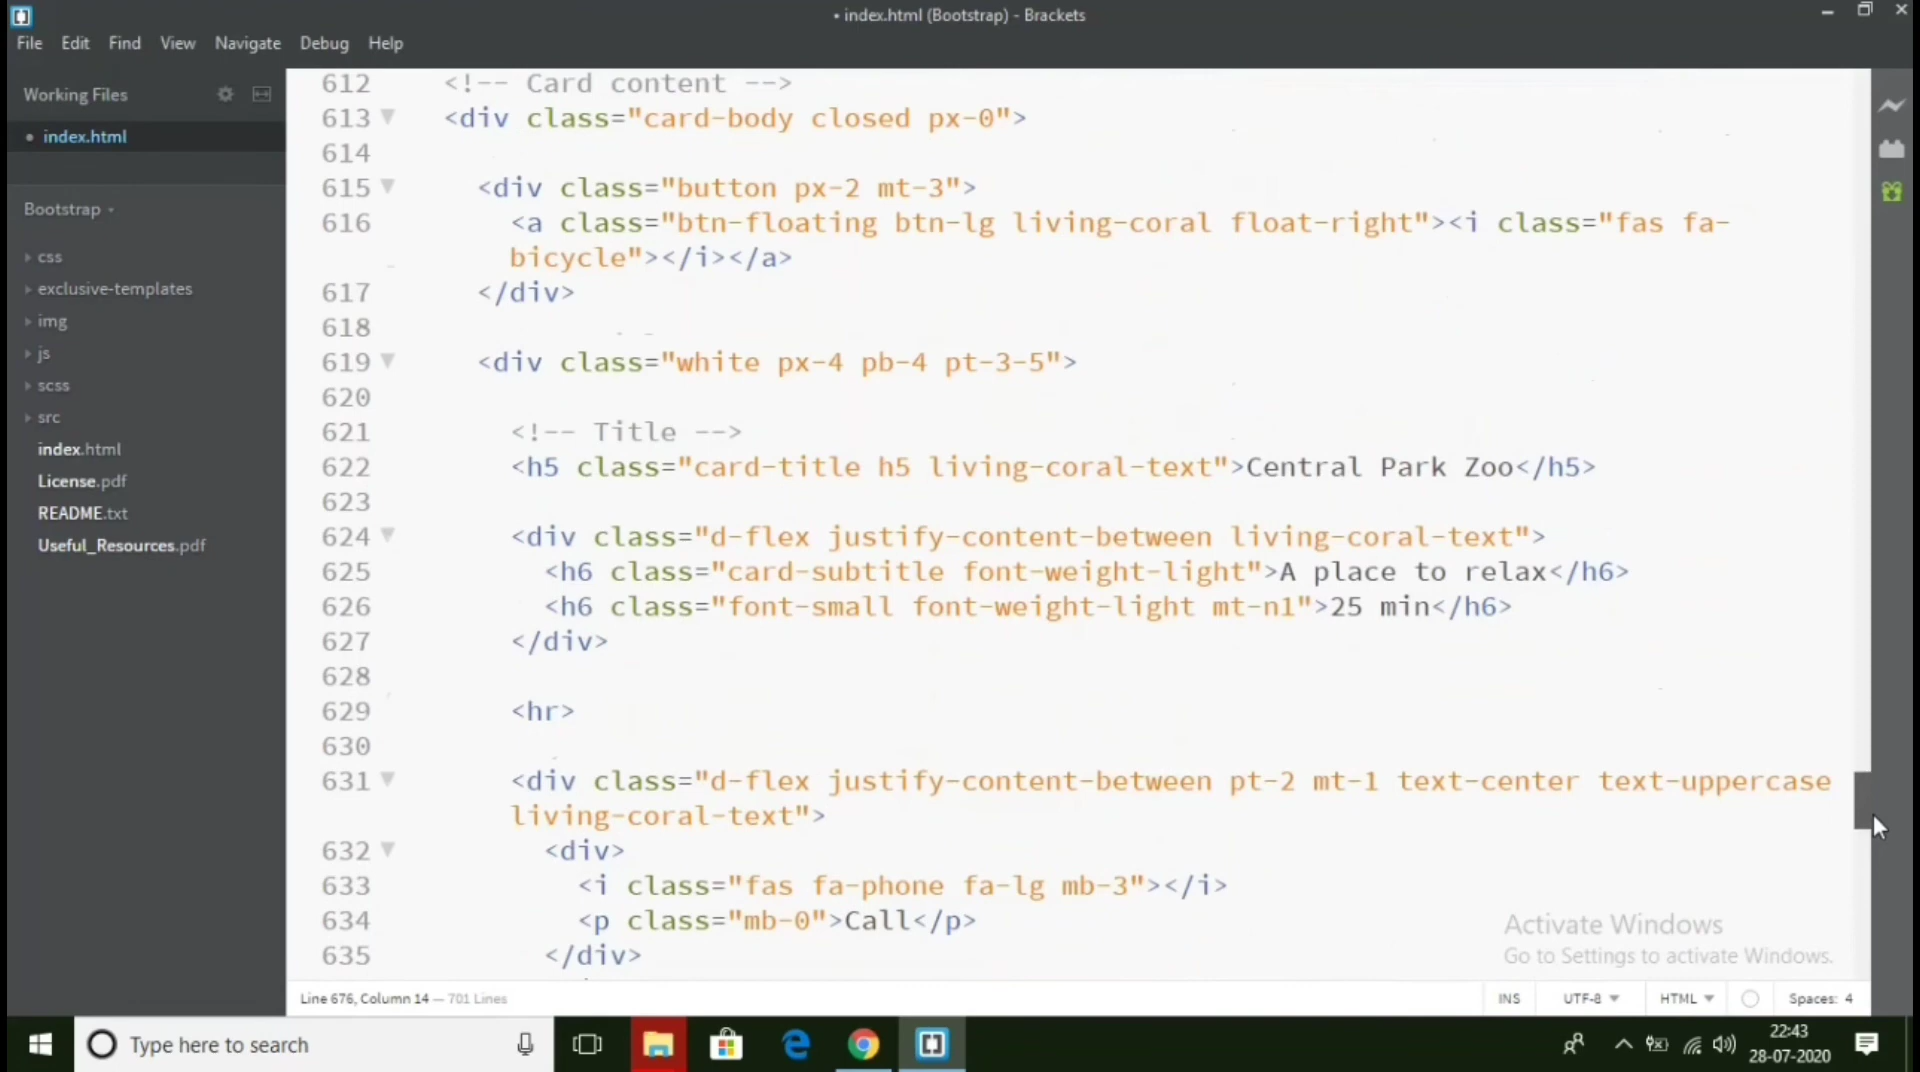 • index.html (Bootstrap) - Brackets
File Edit Find View Navigate Debug Help
Working Files
• index.html
Bootstrap
css
exclusive-templates
img
js
scss
src
index.html
License.pdf
README.txt
Useful_Resources.pdf
612 <!-- Card content -->
613 <div class="card-body closed px-0">
614
615 <div class="button px-2 mt-3">
616 <a class="btn-floating btn-lg living-coral float-right"><i class="fas fa-
bicycle"></i></a>
617 </div>
618
619 <div class="white px-4 pb-4 pt-3-5">
620
621 <!-- Title -->
622 <h5 class="card-title h5 living-coral-text">Central Park Zoo</h5>
623
624 <div class="d-flex justify-content-between living-coral-text">
625 <h6 class="card-subtitle font-weight-light">A place to relax</h6>
626 <h6 class="font-small font-weight-light mt-n1">25 min</h6>
627 </div>
628
629 <hr>
630
631 <div class="d-flex justify-content-between pt-2 mt-1 text-center text-uppercase
living-coral-text">
632 <div>
633 <i class="fas fa-phone fa-lg mb-3"></i>
634 <p class="mb-0">Call</p>
635 </div>
Activate Windows
Go to Settings to activate Windows.
Line 676, Column 14 — 701 Lines
INS UTF-8 HTML Spaces: 4
Type here to search
22:43
28-07-2020